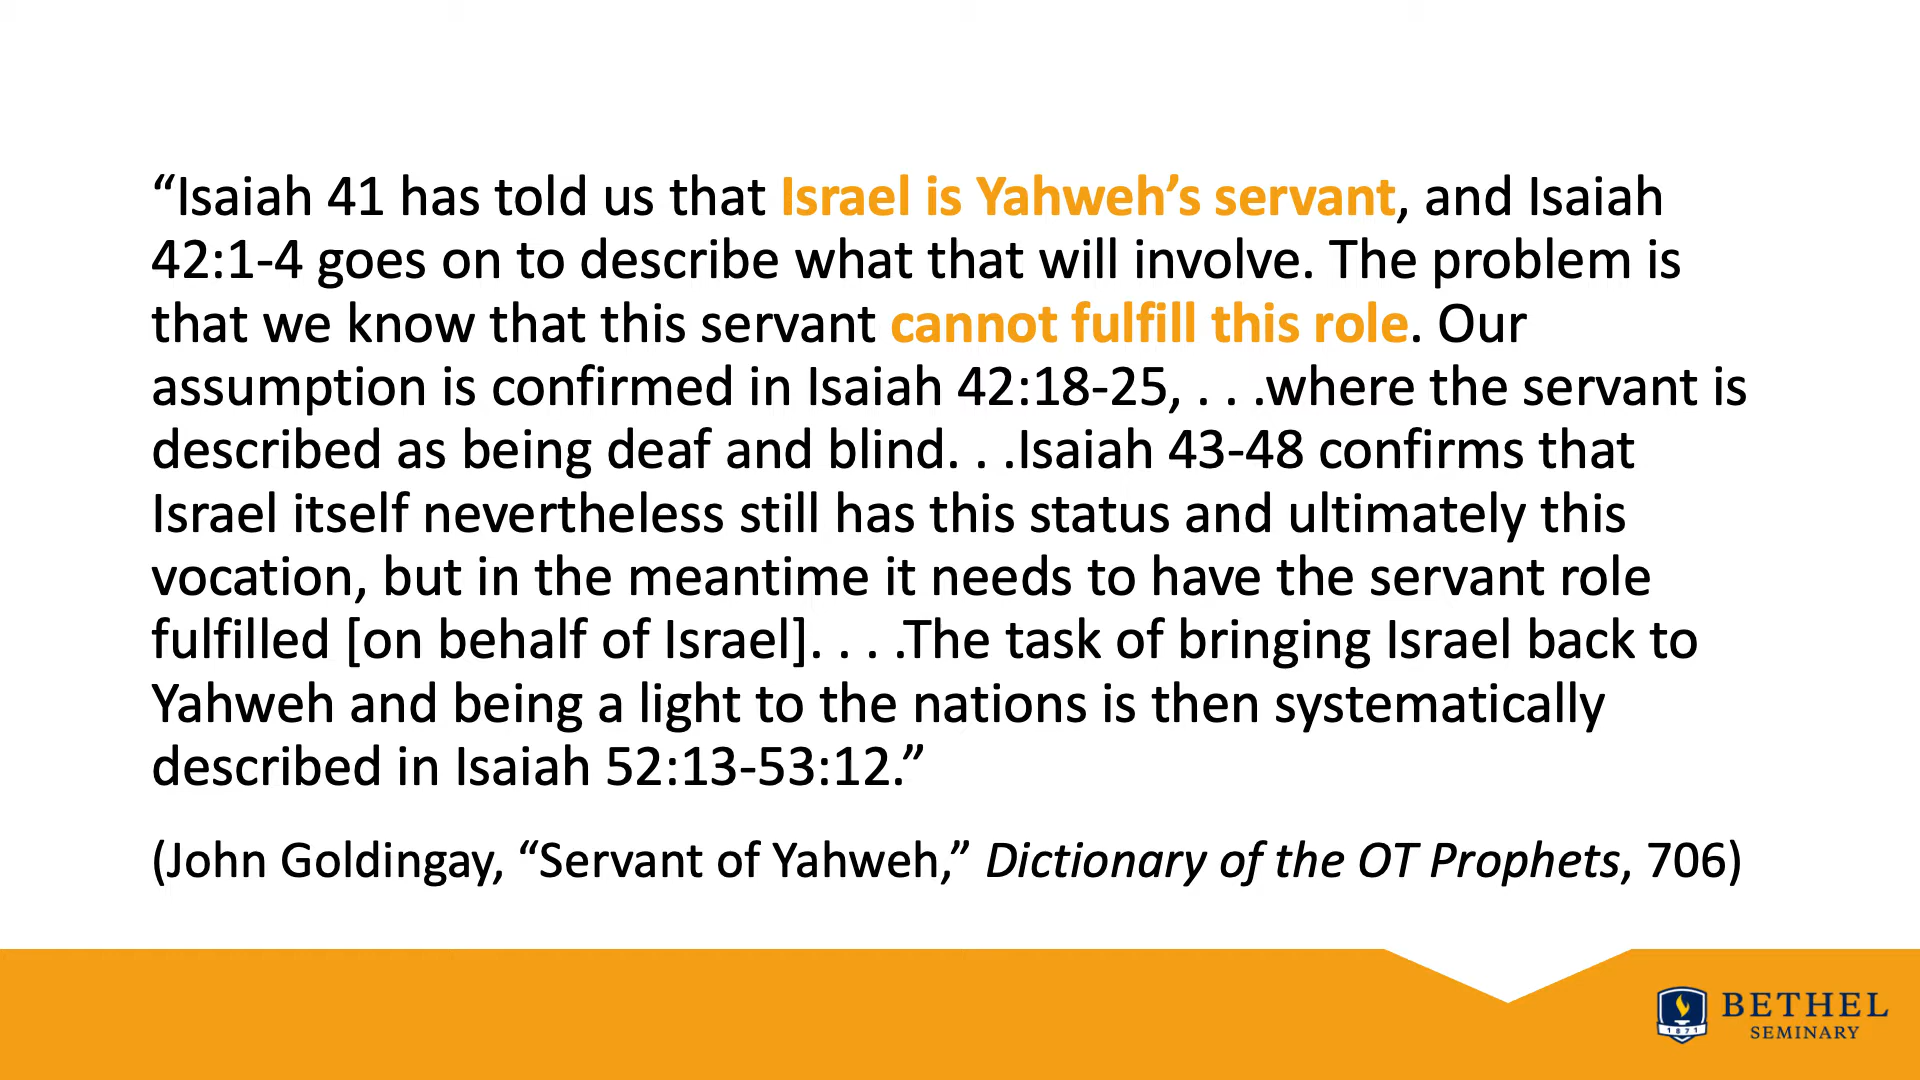 “Isaiah 41 has told us that Israel is Yahweh’s servant, and Isaiah
42:1-4 goes on to describe what that will involve. The problem is
that we know that this servant cannot fulfill this role. Our
assumption is confirmed in Isaiah 42:18-25, . . .where the servant is
described as being deaf and blind. . .Isaiah 43-48 confirms that
Israel itself nevertheless still has this status and ultimately this
vocation, but in the meantime it needs to have the servant role
fulfilled [on behalf of Israel]. . . .The task of bringing Israel back to
Yahweh and being a light to the nations is then systematically
described in Isaiah 52:13-53:12.”
(John Goldingay, “Servant of Yahweh,” Dictionary of the OT Prophets, 706)
1871
BETHEL
SEMINARY